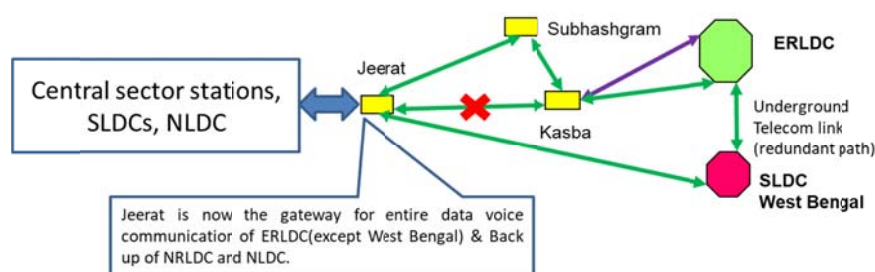 Subhashgram
ERLDC
Jeerat
Central sector stations,
SLDCs, NLDC
Kasba
Underground
Telecom link
(redundant path)
SLDC
West Bengal
Jeerat is now the gateway for entire data voice
communication of ERLDC(except West Bengal) & Back
up of NRLDC and NLDC.